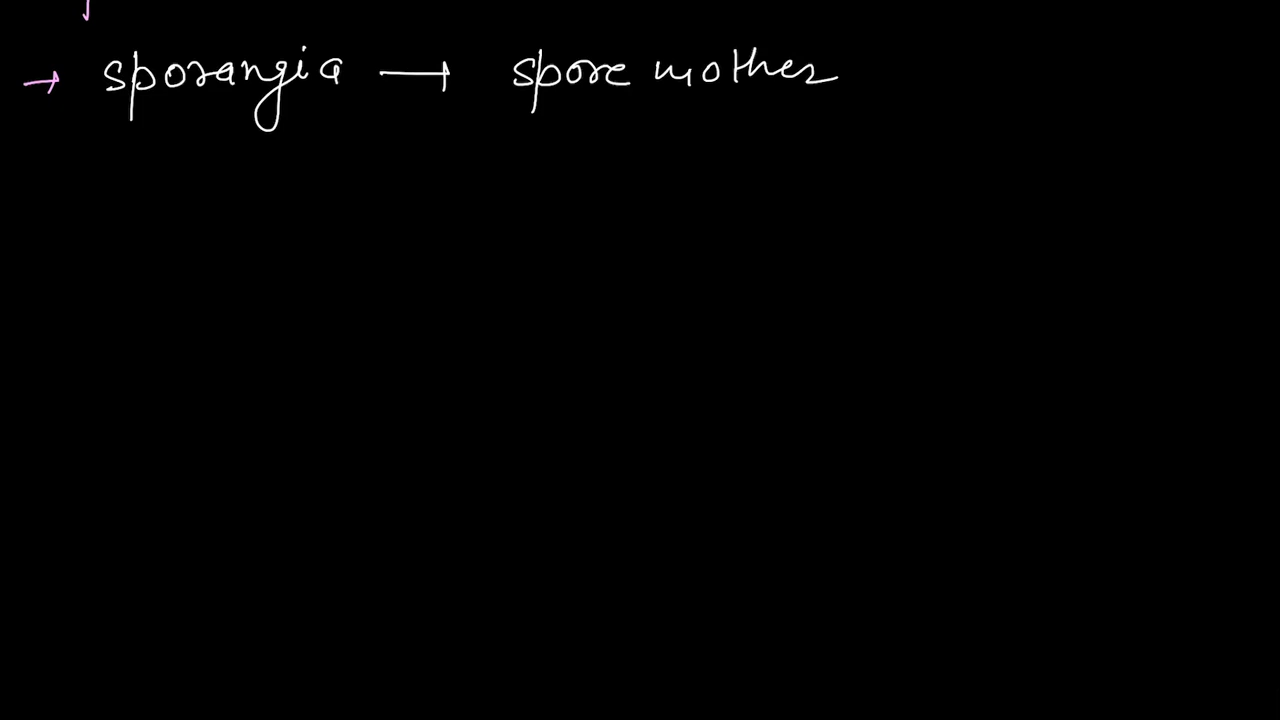 → sporangia → spore mother